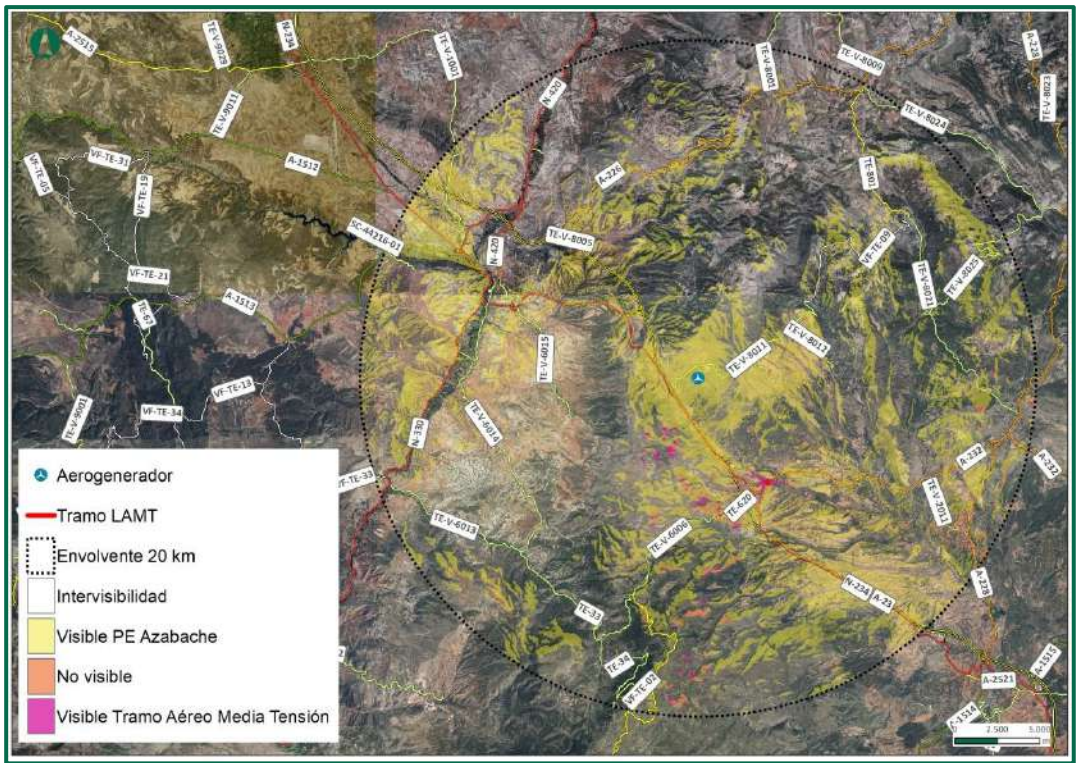 A-2515
TE-V-9029
N-234
TE-V-1001
TE-V-9011
N-420
TE-V-8001
TE-V-8009
A-228
TE-V-8023
TE-V-8024
VF-TE-31
VF-TE-05
VF-TE-19
A-1512
A-226
TE-801
SC-44216-01
N-420
TE-V-8005
VF-TE-09
TE-V-8025
TE-V-8021
VF-TE-21
A-1513
TE-V-6015
TE-V-8011
TE-V-8012
VF-TE-13
TE-V-9001
VF-TE-34
TE-V-6014
N-330
A-232
A-232
VF-TE-33
TE-620
TE-V-2011
TE-V-6013
TE-V-6006
N-234
A-23
A-228
TE-33
TE-34
VF-TE-02
A-1515
A-2521
A-1514
Aerogenerador
Tramo LAMT
Envolvente 20 km
Intervisibilidad
Visible PE Azabache
No visible
Visible Tramo Aéreo Media Tensión
0 2.500 5.000